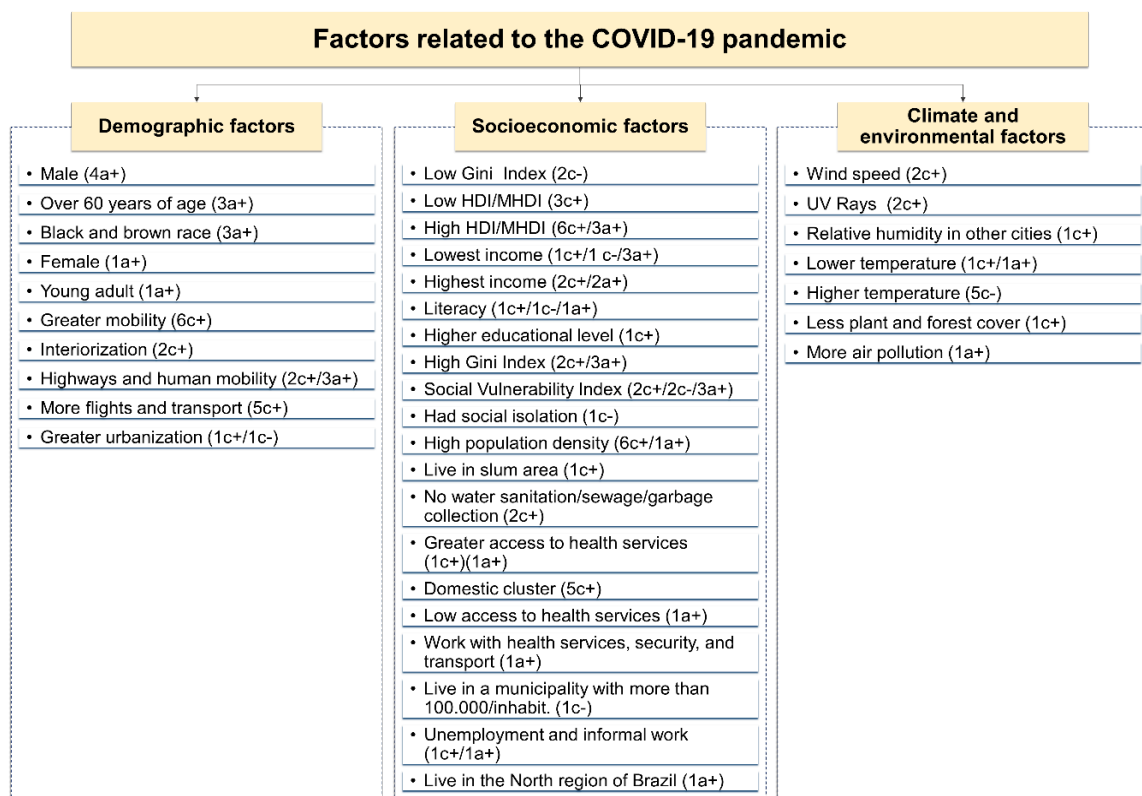 Factors related to the COVID-19 pandemic
Demographic factors
• Male (4a+)
• Over 60 years of age (3a+)
• Black and brown race (3a+)
• Female (1a+)
• Young adult (1a+)
• Greater mobility (6c+)
• Interiorization (2c+)
• Highways and human mobility (2c+/3a+)
• More flights and transport (5c+)
• Greater urbanization (1c+/1c-)
Socioeconomic factors
• Low Gini Index (2c-)
• Low HDI/MHDI (3c+)
• High HDI/MHDI (6c+/3a+)
• Lowest income (1c+/1 c-/3a+)
• Highest income (2c+/2a+)
• Literacy (1c+/1c-/1a+)
• Higher educational level (1c+)
• High Gini Index (2c+/3a+)
• Social Vulnerability Index (2c+/2c-/3a+)
• Had social isolation (1c-)
• High population density (6c+/1a+)
• Live in slum area (1c+)
• No water sanitation/sewage/garbage
collection (2c+)
• Greater access to health services
(1c+)(1a+)
• Domestic cluster (5c+)
• Low access to health services (1a+)
• Work with health services, security, and
transport (1a+)
• Live in a municipality with more than
100.000/inhabit. (1c-)
• Unemployment and informal work
(1c+/1a+)
• Live in the North region of Brazil (1a+)
Climate and
environmental factors
• Wind speed (2c+)
• UV Rays (2c+)
• Relative humidity in other cities (1c+)
• Lower temperature (1c+/1a+)
• Higher temperature (5c-)
• Less plant and forest cover (1c+)
• More air pollution (1a+)